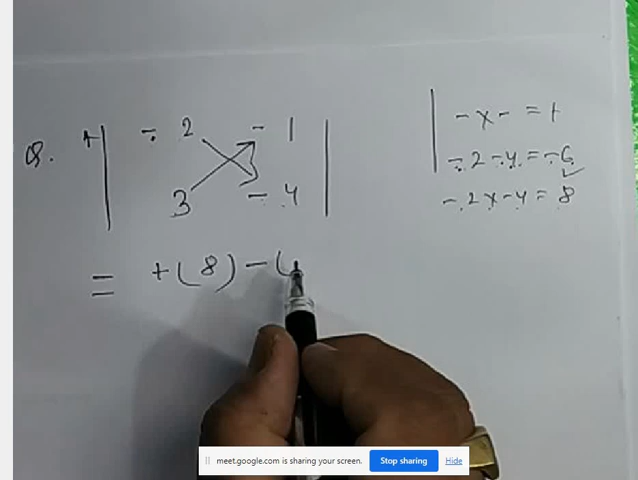 Q. + | - 2 - 1 |
3 - 4
= + ( 8 ) - (
- x - = +
- 2 - 4 = - 6
- 2 x - 4 = 8
meet.google.com is sharing your screen. Stop sharing Hide